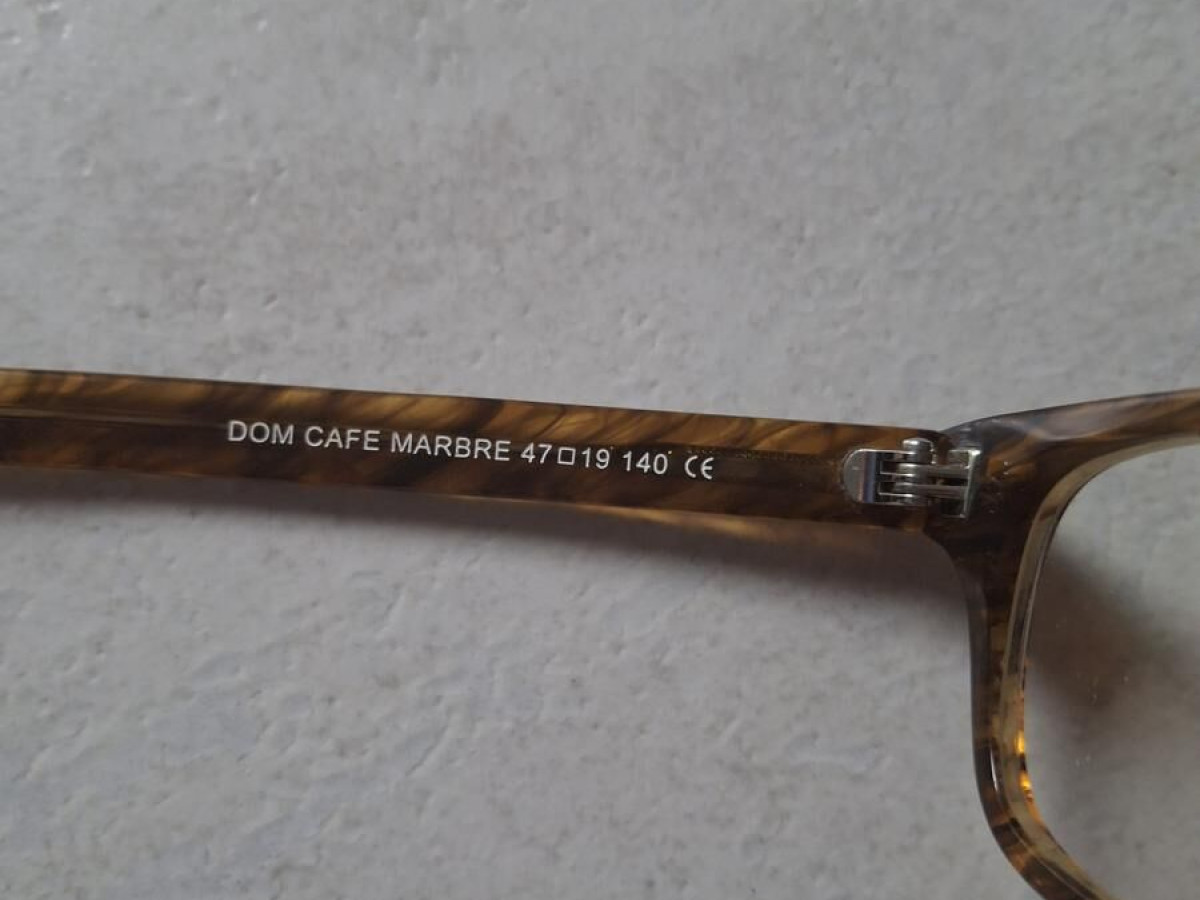 DOM CAFE MARBRE 47□19 140 CE